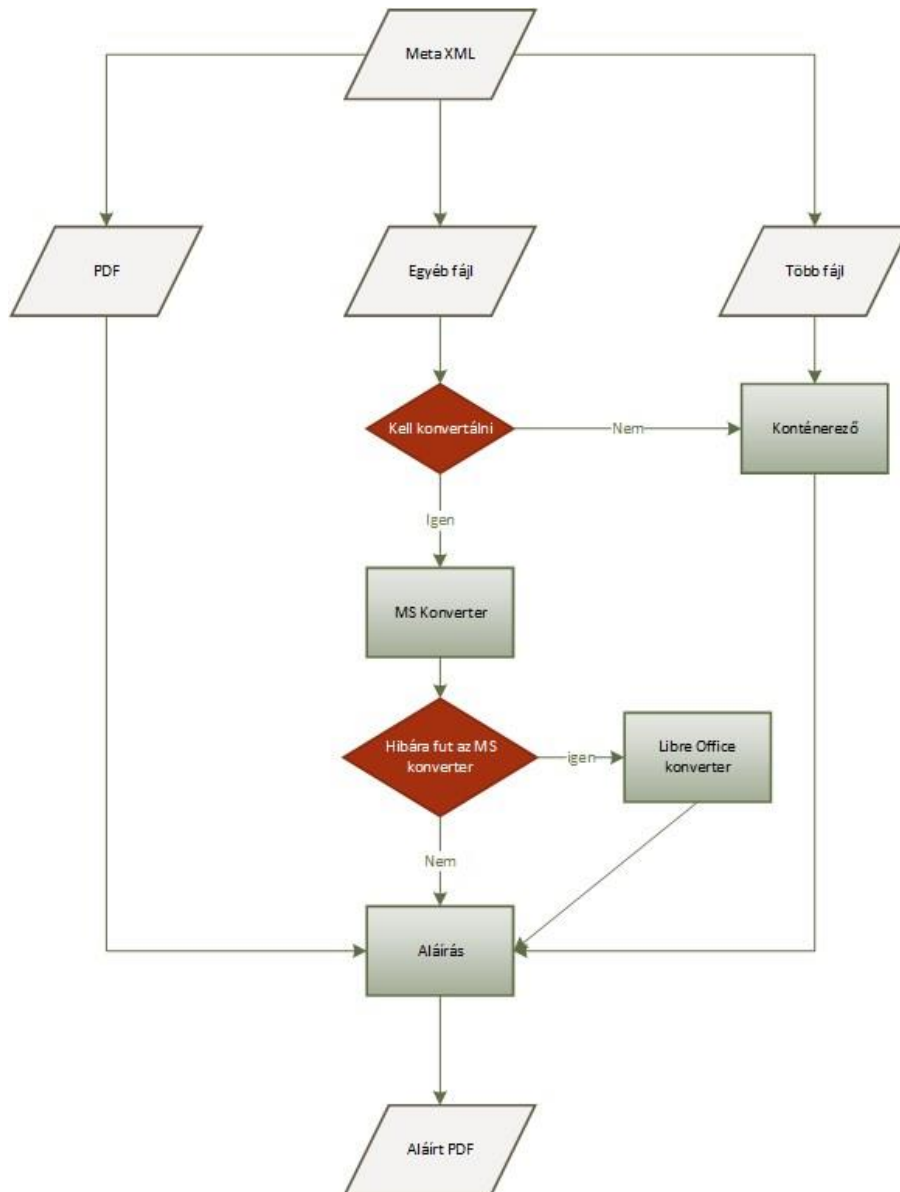 Meta XML
PDF
Egyéb fájl
Több fájl
Kell konvertálni
Nem
Konténerező
Igen
MS Konverter
Hibára fut az MS
konverter
igen
Libre Office
konverter
Nem
Aláírás
Aláírt PDF